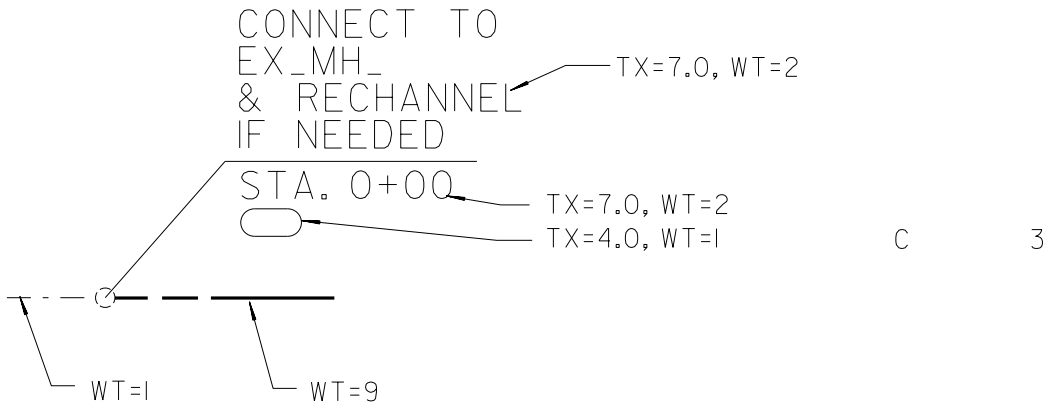 CONNECT TO
EX_MH_
& RECHANNEL
IF NEEDED
TX=7.0, WT=2
STA. 0+00
TX=7.0, WT=2
TX=4.0, WT=1
C 3
WT=1
WT=9